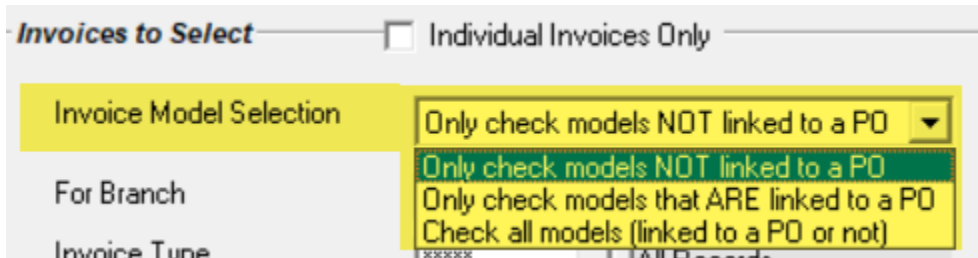 Invoices to Select Individual Invoices Only
Invoice Model Selection Only check models NOT linked to a PO
Only check models NOT linked to a PO
For Branch Only check models that ARE linked to a PO
Check all models (linked to a PO or not)
Invoice Type ***** All Records